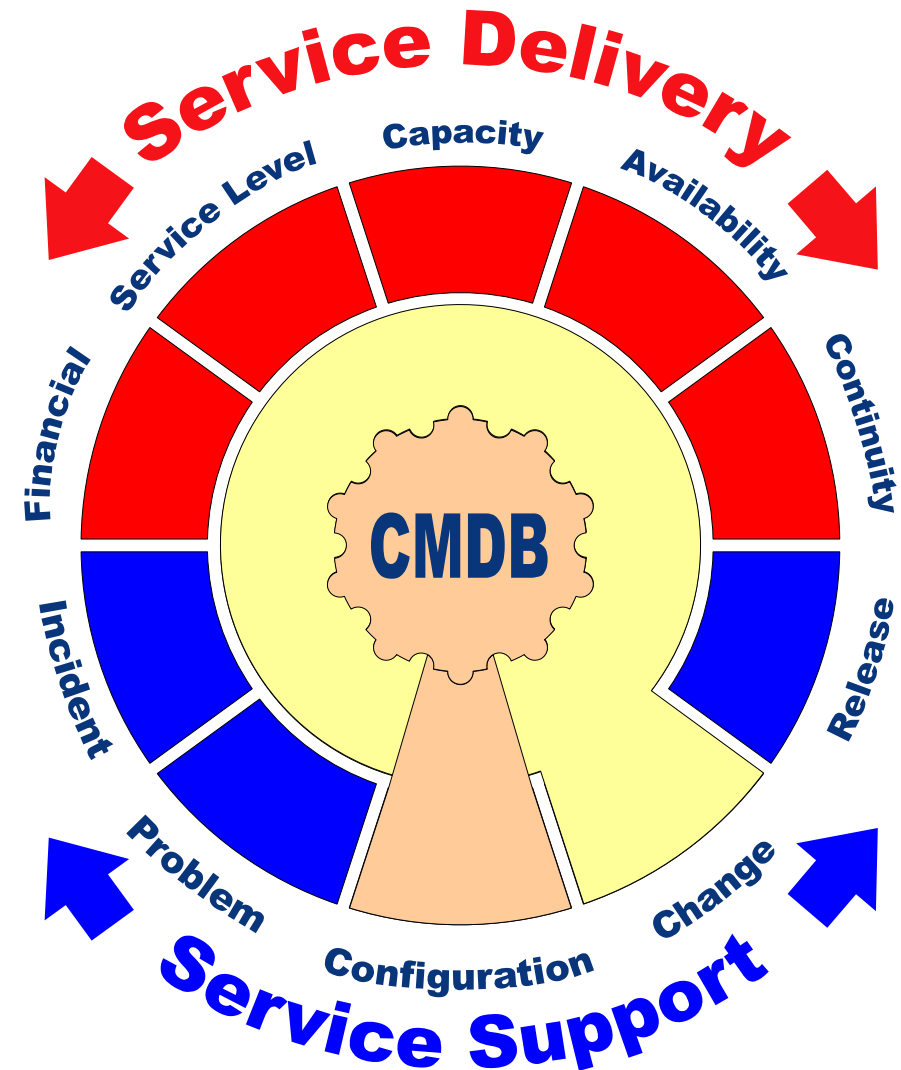 Service Delivery
Capacity
Service Level
Availability
Financial
Continuity
CMDB
Incident
Release
Problem
Change
Configuration
Service Support